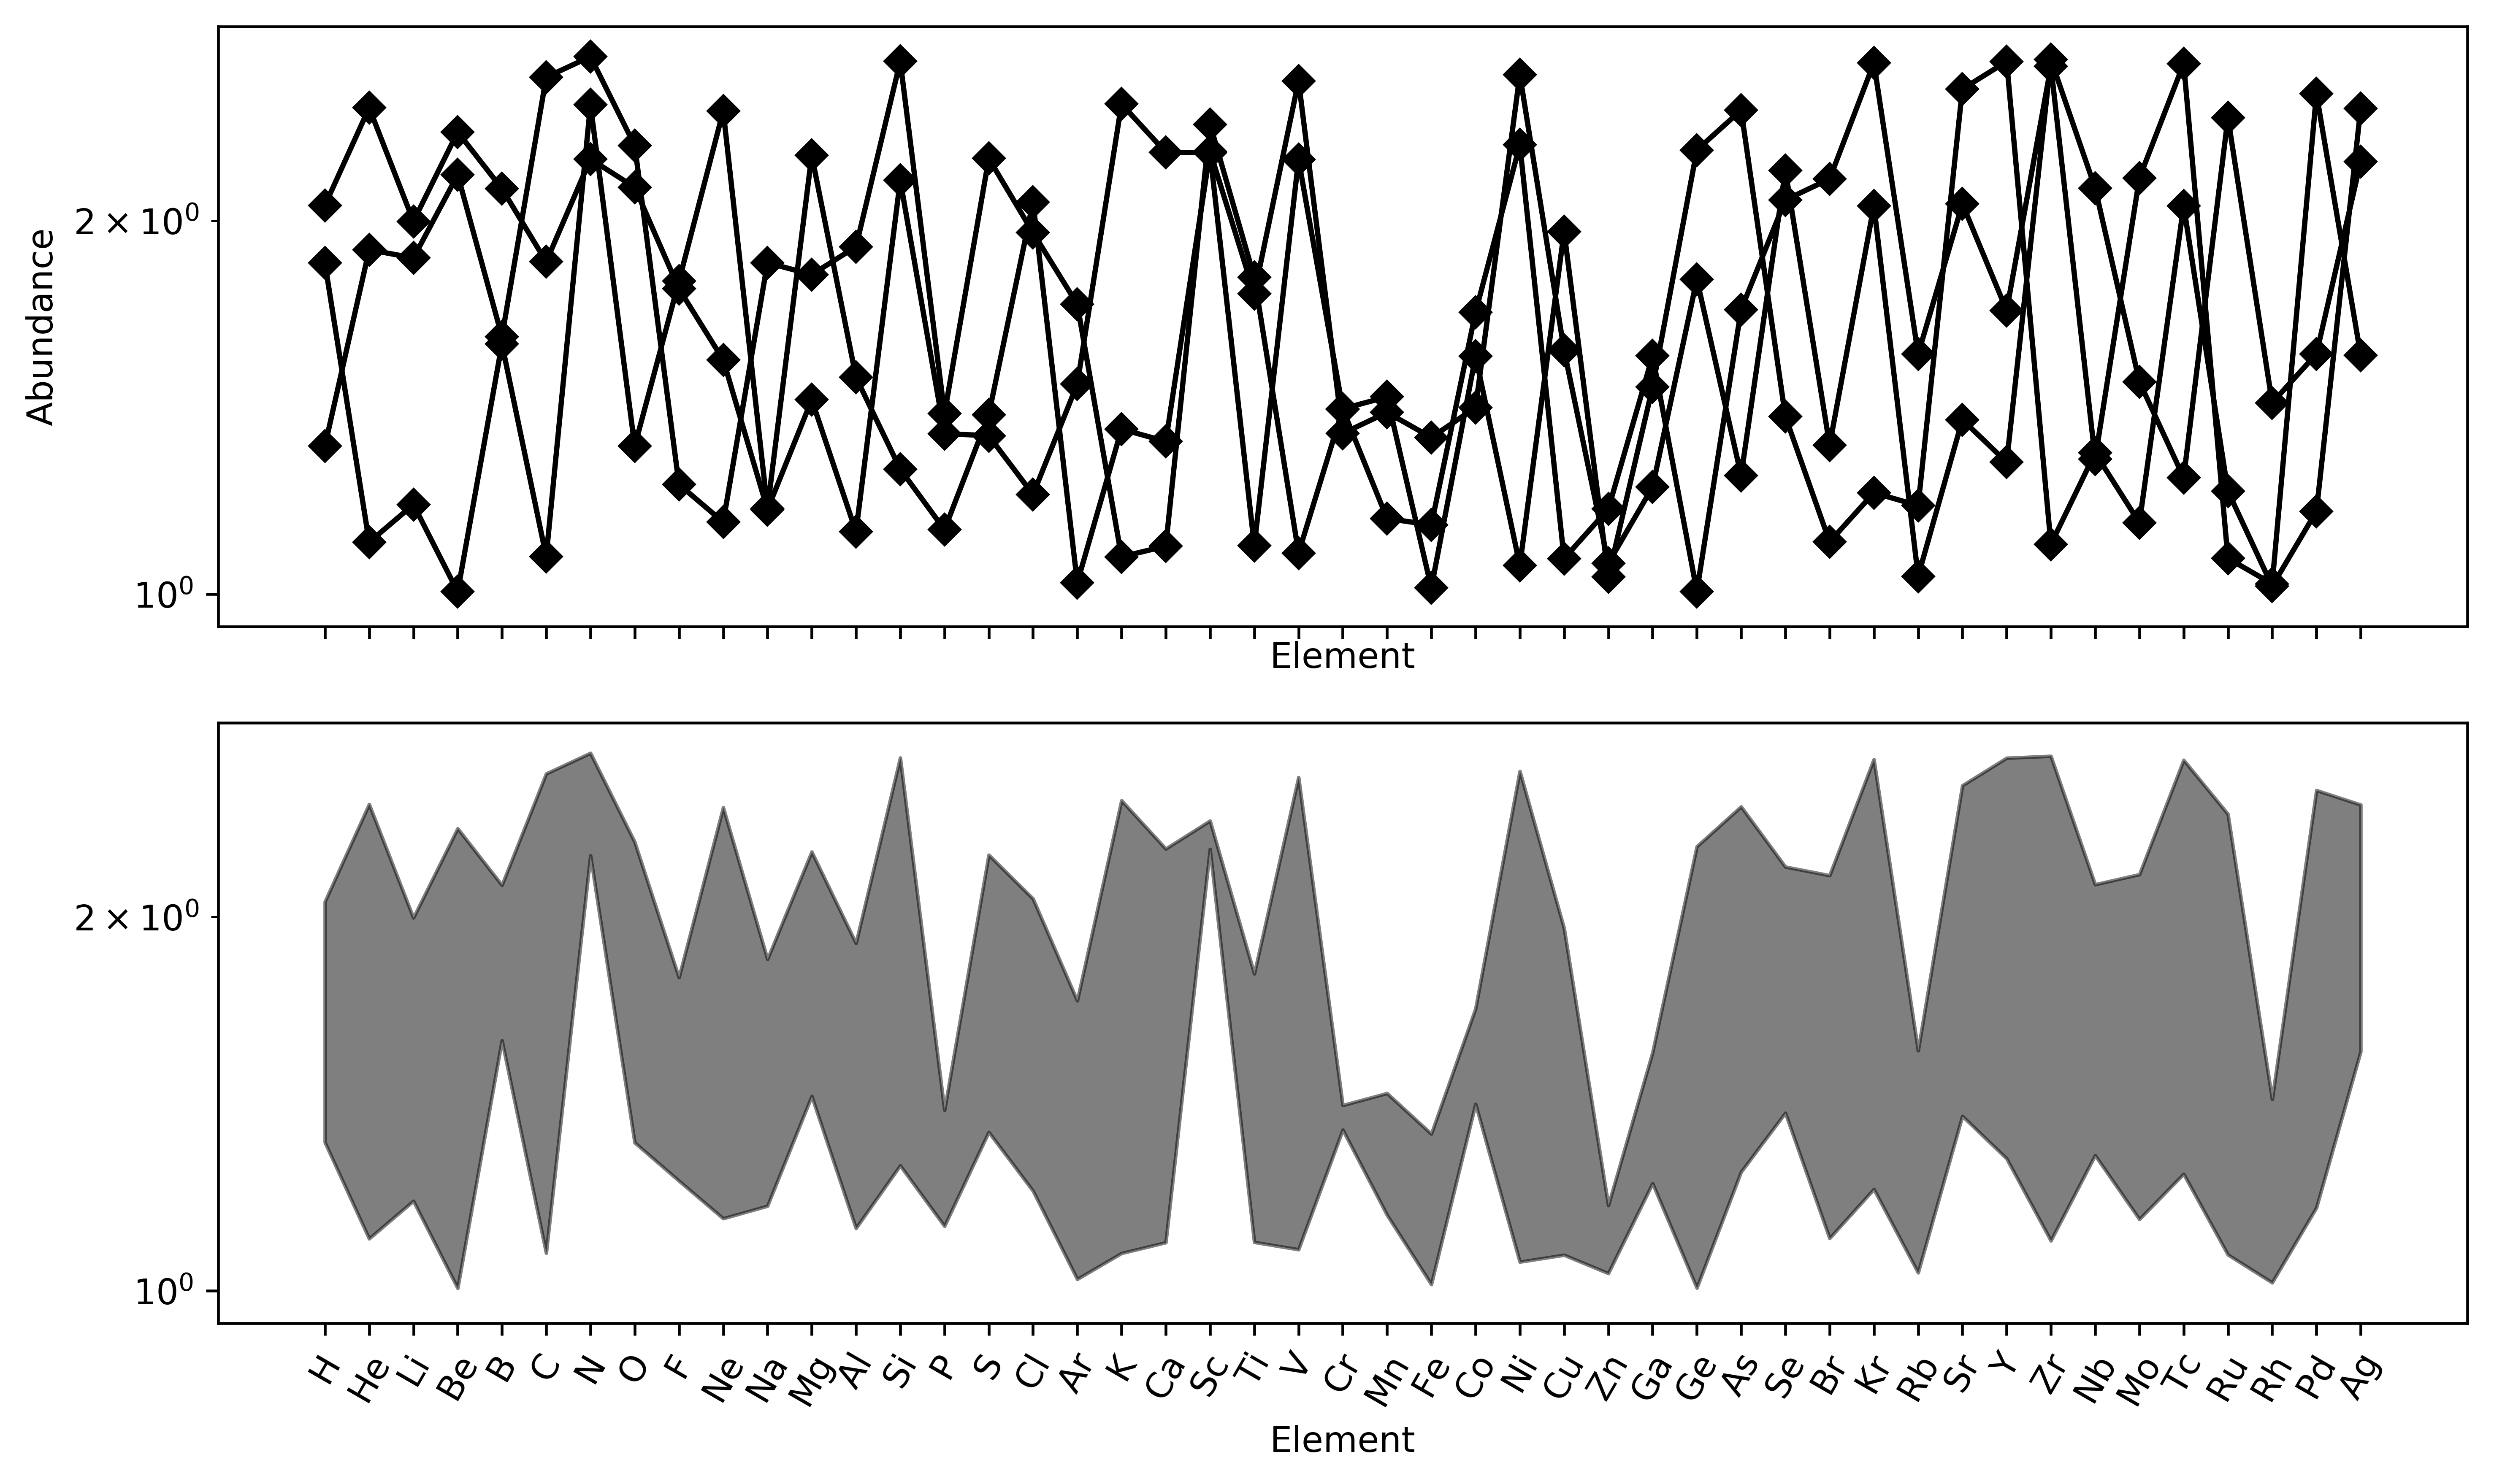 Abundance
2 × 10⁰
10⁰
Element
2 × 10⁰
10⁰
H He Li Be B C N O F Ne Na Mg Al Si P S Cl Ar K Ca Sc Ti V Cr Mn Fe Co Ni Cu Zn Ga Ge As Se Br Kr Rb Sr Y Zr Nb Mo Tc Ru Rh Pd Ag
Element